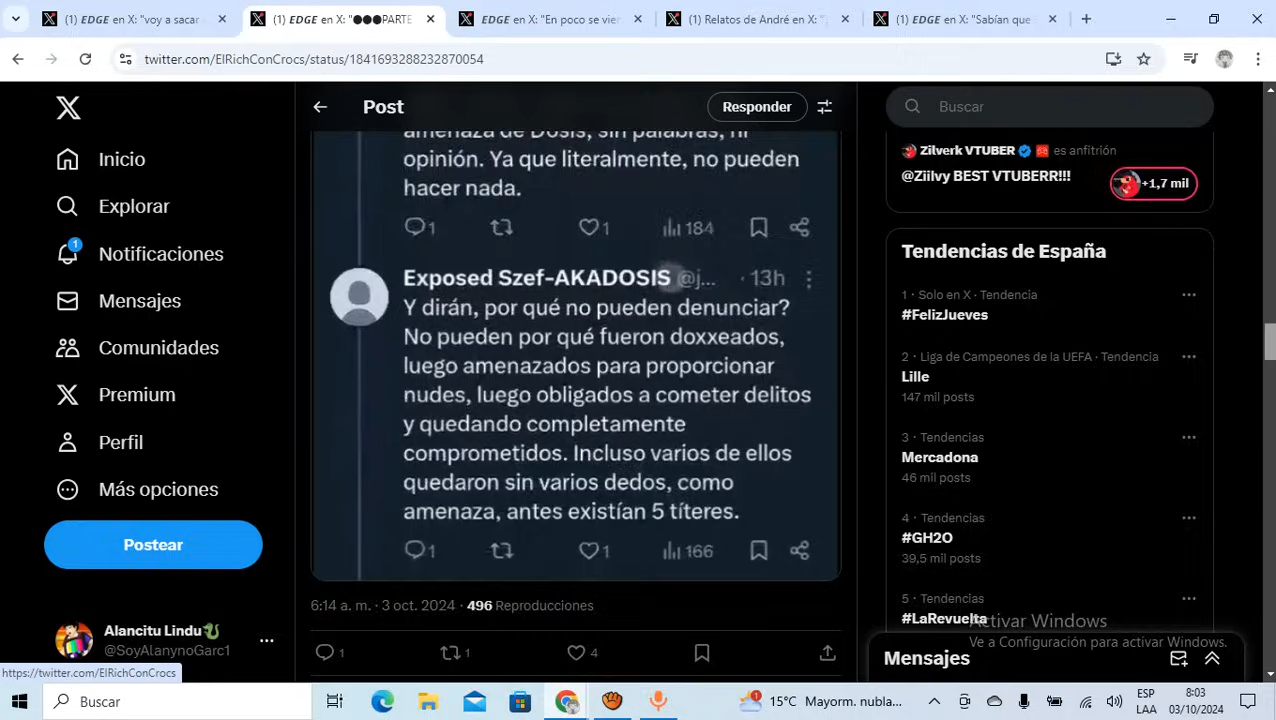 (1) EDGE en X: "voy a sacar
(1) EDGE en X: "●●●PARTE
EDGE en X: "En poco se vier
(1) Relatos de André en X: "
(1) EDGE en X: "Sabían que
twitter.com/ElRichConCrocs/status/1841693288232870054
Inicio
Explorar
1
Notificaciones
Mensajes
Comunidades
Premium
Perfil
Más opciones
Postear
Alancitu Lindu
@SoyAlanynoGarc1
https://twitter.com/ElRichConCrocs
Post
Responder
amenaza de Dosis, sin palabras, ni
opinión. Ya que literalmente, no pueden
hacer nada.
1 1 184
Exposed Szef-AKADOSIS @j... · 13h
Y dirán, por qué no pueden denunciar?
No pueden por qué fueron doxxeados,
luego amenazados para proporcionar
nudes, luego obligados a cometer delitos
y quedando completamente
comprometidos. Incluso varios de ellos
quedaron sin varios dedos, como
amenaza, antes existían 5 títeres.
1 1 166
6:14 a. m. · 3 oct. 2024 · 496 Reproducciones
1 1 4
Buscar
Zilverk VTUBER es anfitrión
@Ziilvy BEST VTUBERR!!!
+1,7 mil
Tendencias de España
1 · Solo en X · Tendencia
#FelizJueves
2 · Liga de Campeones de la UEFA · Tendencia
Lille
147 mil posts
3 · Tendencias
Mercadona
46 mil posts
4 · Tendencias
#GH2O
39,5 mil posts
5 · Tendencias
#LaRevuelta
Activar Windows
Ve a Configuración para activar Windows.
Mensajes
Buscar
1
15°C Mayorm. nubla...
ESP
LAA
8:03
03/10/2024